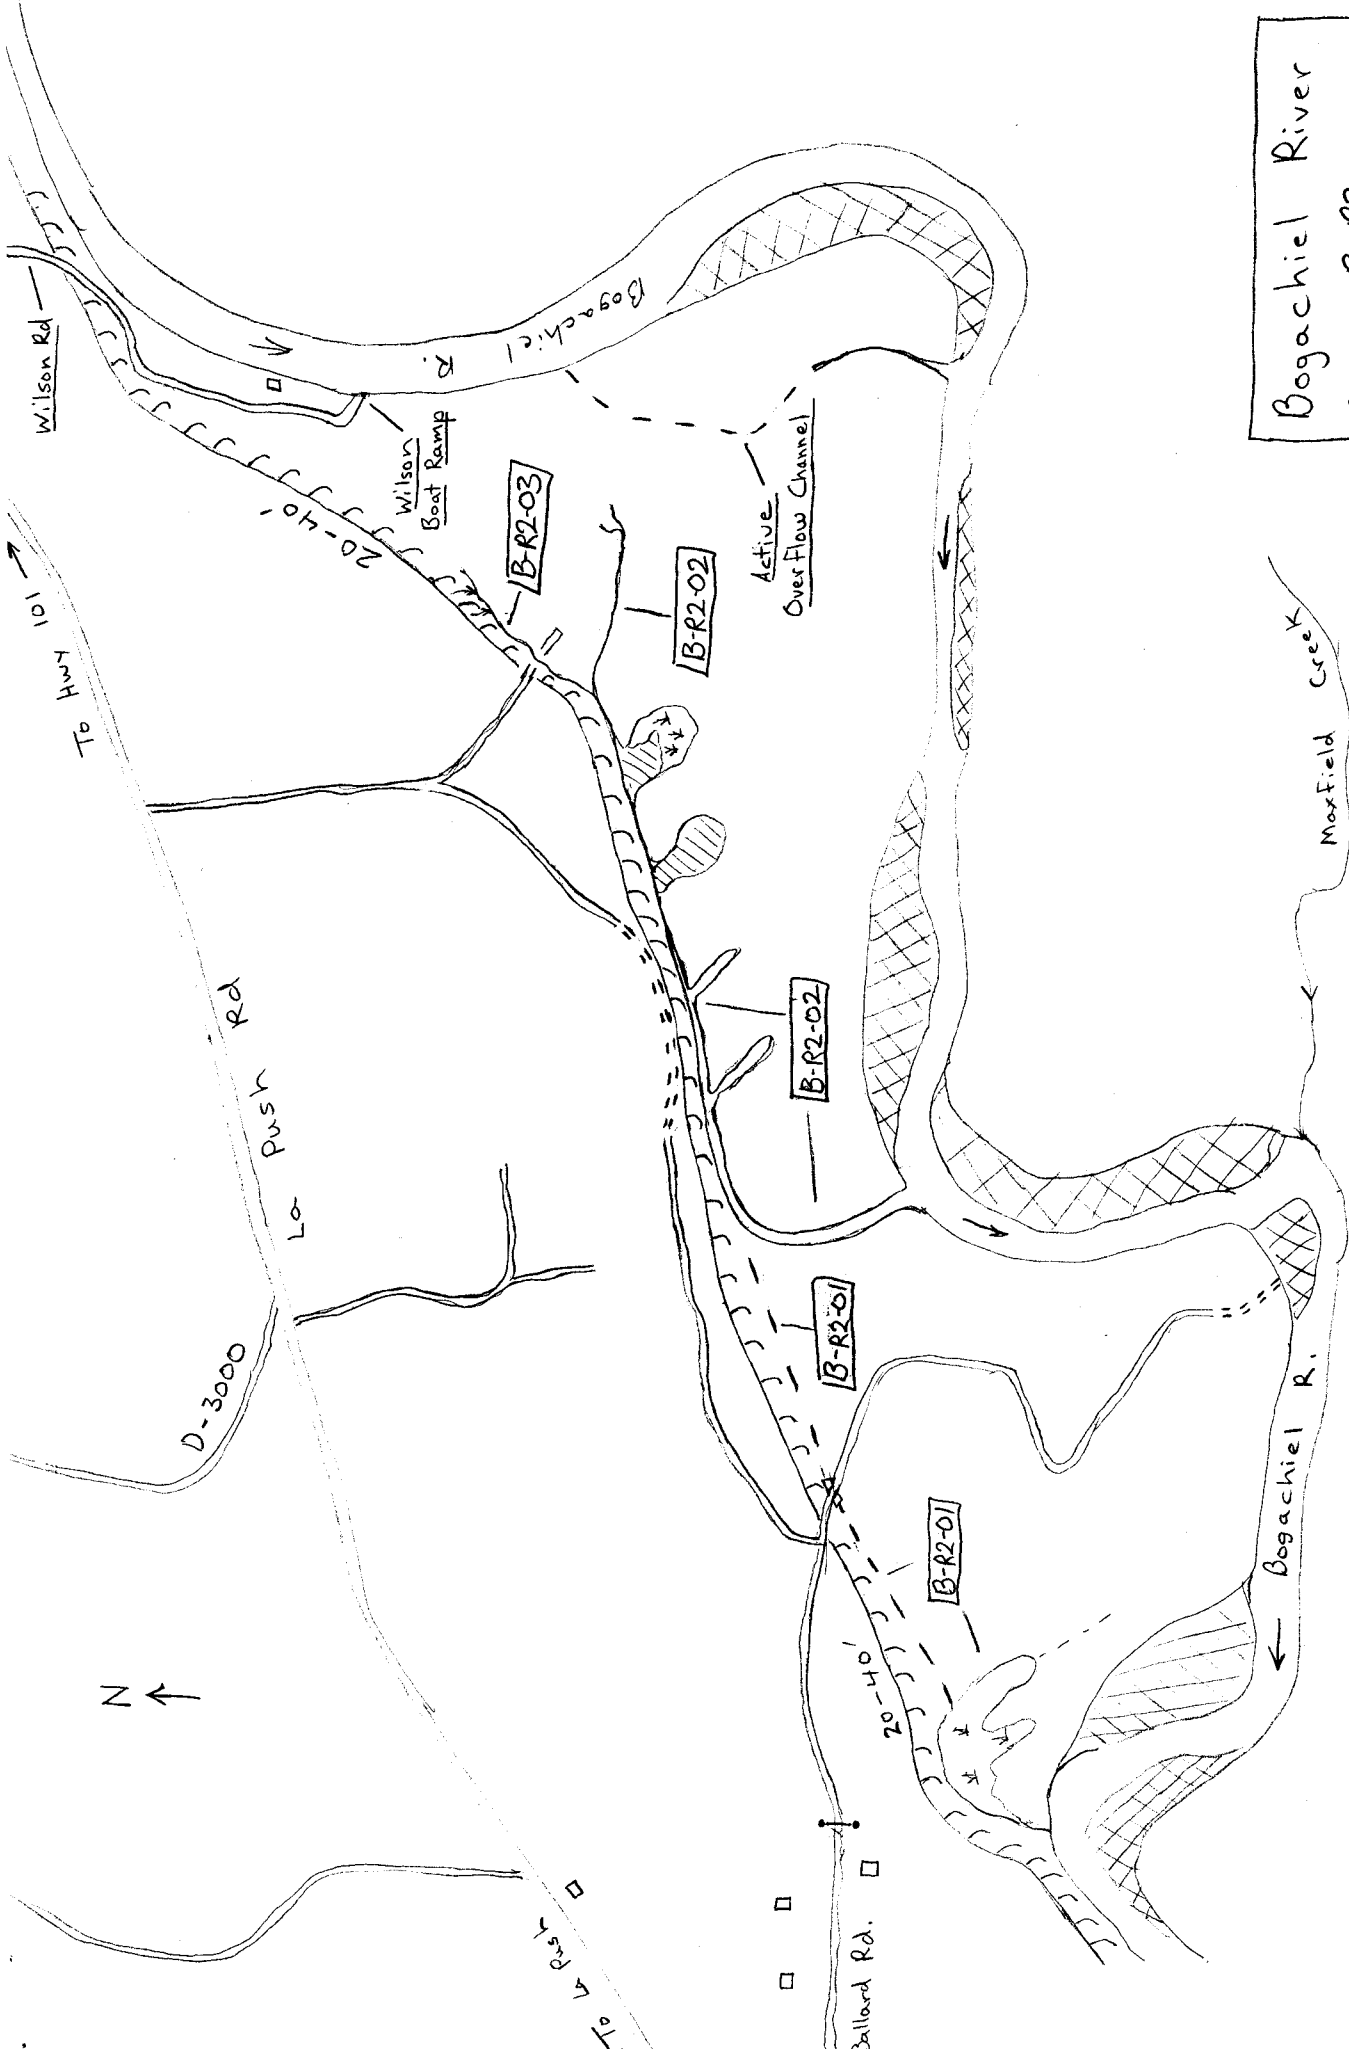 Wilson Rd
To Hwy 101
Bogachiel
R.
Wilson
Boat Ramp
20-40'
B-R2-03
B-R2-02
Active
Overflow Channel
Bogachiel River
Maxfield Creek
La Push Rd
D-3000
B-R2-02
B-R2-01
B-R2-01
N
20-40'
Bogachiel R.
To La Push
Ballard Rd.